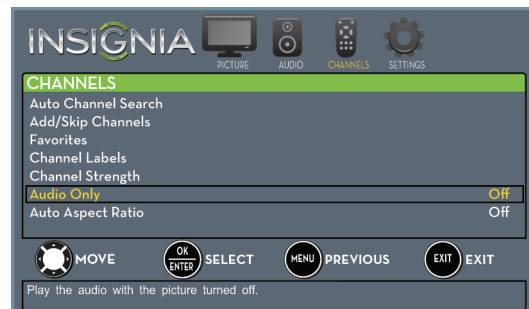 INSIGNIA
PICTURE AUDIO CHANNELS SETTINGS
CHANNELS
Auto Channel Search
Add/Skip Channels
Favorites
Channel Labels
Channel Strength
Audio Only Off
Auto Aspect Ratio Off
MOVE OK ENTER SELECT MENU PREVIOUS EXIT EXIT
Play the audio with the picture turned off.